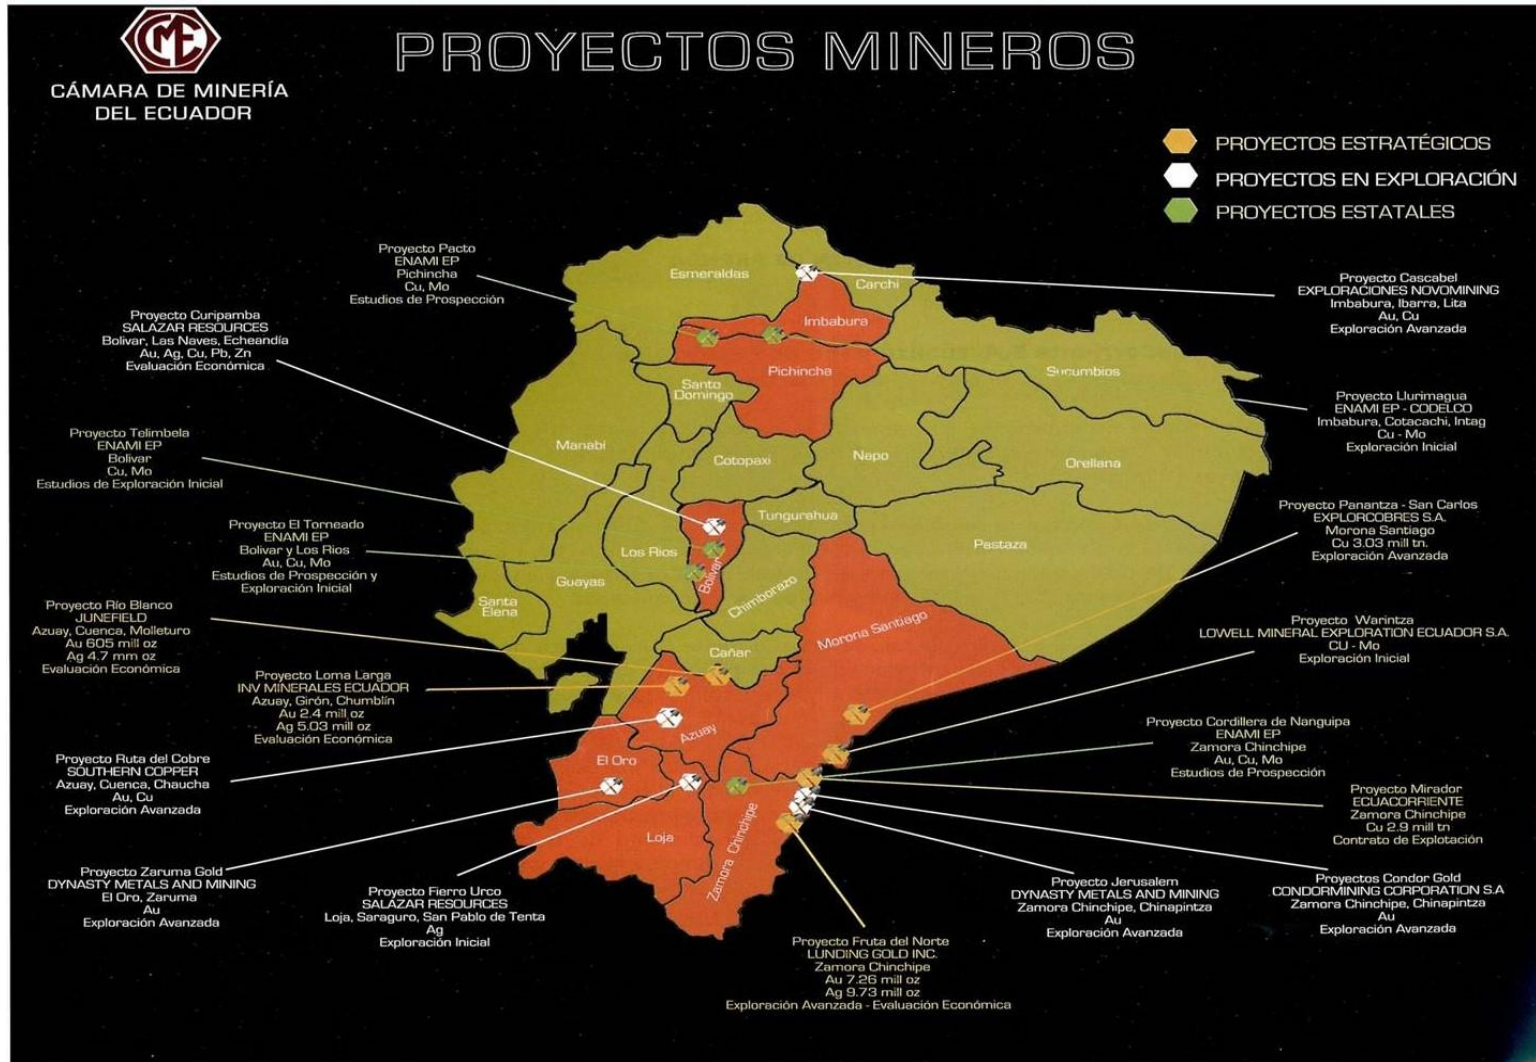 CME
CÁMARA DE MINERÍA
DEL ECUADOR
PROYECTOS MINEROS
PROYECTOS ESTRATÉGICOS
PROYECTOS EN EXPLORACIÓN
PROYECTOS ESTATALES
Proyecto Pacto
ENAMI EP
Pichincha
Cu, Mo
Estudios de Prospección
Proyecto Curipamba
SALAZAR RESOURCES
Bolivar, Las Naves, Echeandía
Au, Ag, Cu, Pb, Zn
Evaluación Económica
Proyecto Telimbela
ENAMI EP
Bolivar
Cu, Mo
Estudios de Exploración Inicial
Proyecto El Torneado
ENAMI EP
Bolivar y Los Rios
Au, Cu, Mo
Estudios de Prospección y
Exploración Inicial
Proyecto Río Blanco
JUNEFIELD
Azuay, Cuenca, Molleturo
Au 605 mill oz
Ag 4.7 mm oz
Evaluación Económica
Proyecto Loma Larga
INV MINERALES ECUADOR
Azuay, Girón, Chumblín
Au 2.4 mill oz
Ag 5.03 mill oz
Evaluación Económica
Proyecto Ruta del Cobre
SOUTHERN COPPER
Azuay, Cuenca, Chaucha
Au, Cu
Exploración Avanzada
Proyecto Zaruma Gold
DYNASTY METALS AND MINING
El Oro, Zaruma
Au
Exploración Avanzada
Proyecto Fierro Urco
SALAZAR RESOURCES
Loja, Saraguro, San Pablo de Tenta
Ag
Exploración Inicial
Esmeraldas
Carchi
Imbabura
Pichincha
Sucumbios
Santo
Domingo
Manabi
Cotopaxi
Napo
Orellana
Tungurahua
Los Rios
Bolivar
Pastaza
Guayas
Santa
Elena
Chimborazo
Morona Santiago
Cañar
Azuay
El Oro
Loja
Zamora Chinchipe
Proyecto Cascabel
EXPLORACIONES NOVOMINING
Imbabura, Ibarra, Lita
Au, Cu
Exploración Avanzada
Proyecto Llurimagua
ENAMI EP - CODELCO
Imbabura, Cotacachi, Intag
Cu - Mo
Exploración Inicial
Proyecto Panantza - San Carlos
EXPLORCOBRES S.A.
Morona Santiago
Cu 3.03 mill tn.
Exploración Avanzada
Proyecto Warintza
LOWELL MINERAL EXPLORATION ECUADOR S.A.
CU - Mo
Exploración Inicial
Proyecto Cordillera de Nanguipa
ENAMI EP
Zamora Chinchipe
Au, Cu, Mo
Estudios de Prospección
Proyecto Mirador
ECUACORRIENTE
Zamora Chinchipe
Cu 2.9 mill tn
Contrato de Explotación
Proyecto Jerusalem
DYNASTY METALS AND MINING
Zamora Chinchipe, Chinapintza
Au
Exploración Avanzada
Proyectos Condor Gold
CONDORMINING CORPORATION S.A
Zamora Chinchipe, Chinapintza
Au
Exploración Avanzada
Proyecto Fruta del Norte
LUNDING GOLD INC.
Zamora Chinchipe
Au 7.26 mill oz
Ag 9.73 mill oz
Exploración Avanzada - Evaluación Económica